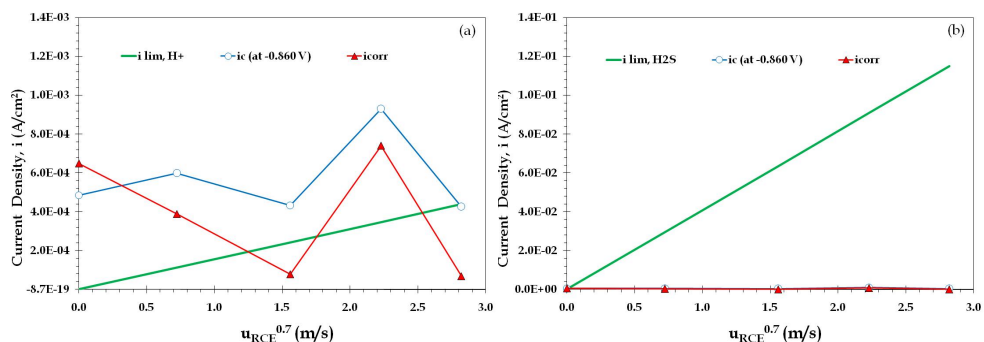 1.4E-03
(a)
i lim, H+
ic (at -0.860 V)
icorr
1.2E-03
1.0E-03
8.0E-04
6.0E-04
4.0E-04
2.0E-04
-8.7E-19
Current Density, i (A/cm²)
0.0
0.5
1.0
1.5
2.0
2.5
3.0
uRCE^0.7 (m/s)
1.4E-01
(b)
i lim, H2S
ic (at -0.860 V)
icorr
1.2E-01
1.0E-01
8.0E-02
6.0E-02
4.0E-02
2.0E-02
0.0E+00
Current Density, i (A/cm²)
0.0
0.5
1.0
1.5
2.0
2.5
3.0
uRCE^0.7 (m/s)